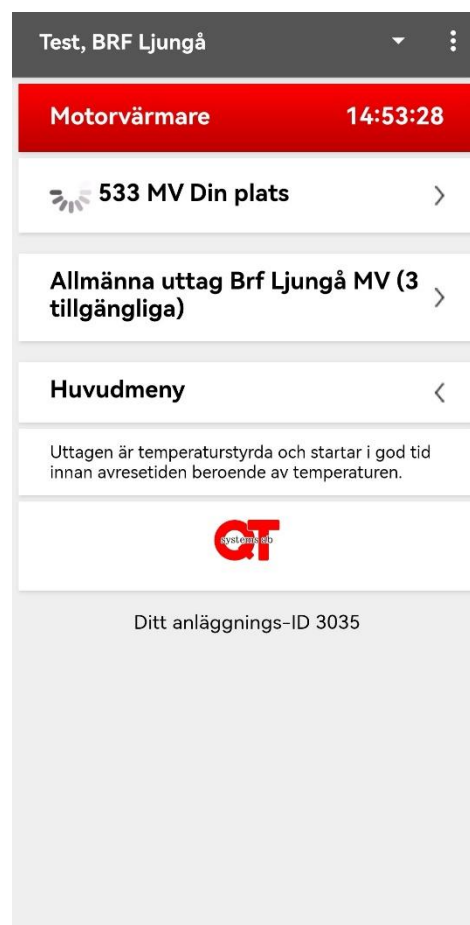 Test, BRF Ljungå
Motorvärmare 14:53:28
533 MV Din plats
Allmänna uttag Brf Ljungå MV (3
tillgängliga)
Huvudmeny
Uttagen är temperaturstyrda och startar i god tid
innan avresetiden beroende av temperaturen.
QT
systems ab
Ditt anläggnings-ID 3035